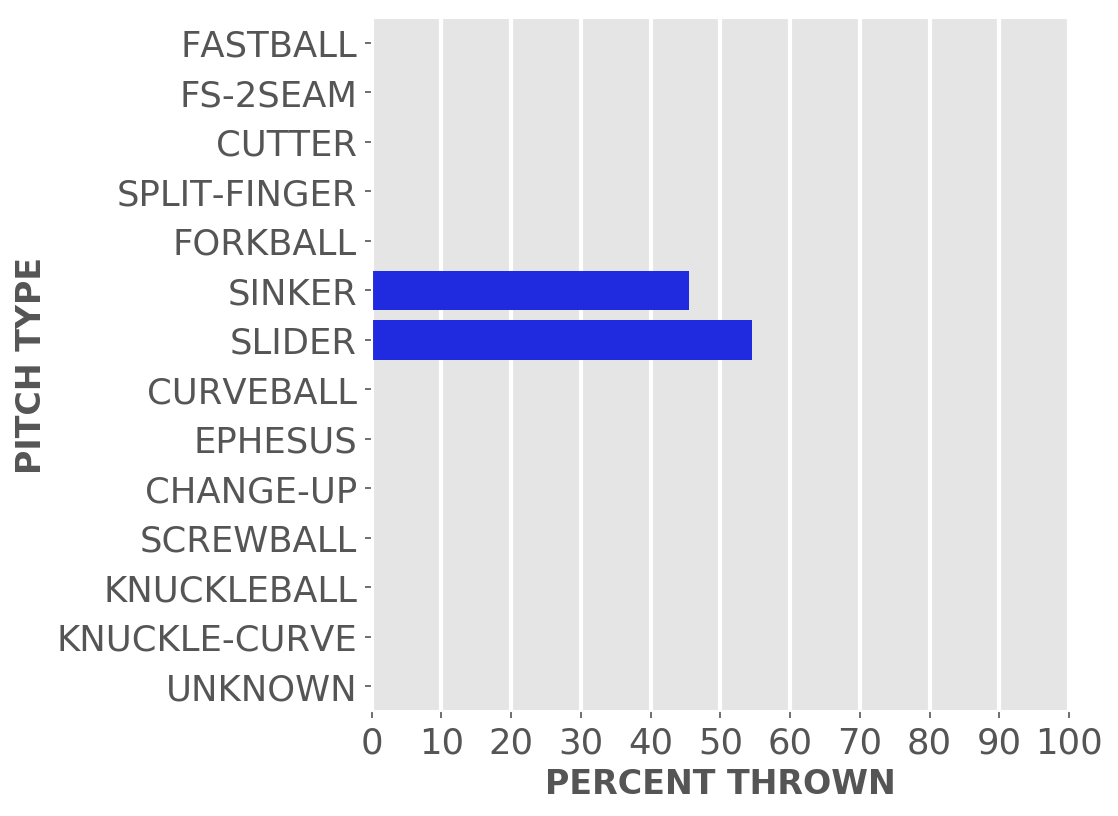 FASTBALL
FS-2SEAM
CUTTER
SPLIT-FINGER
FORKBALL
SINKER
SLIDER
CURVEBALL
EPHESUS
CHANGE-UP
SCREWBALL
KNUCKLEBALL
KNUCKLE-CURVE
UNKNOWN
PITCH TYPE
0 10 20 30 40 50 60 70 80 90 100
PERCENT THROWN